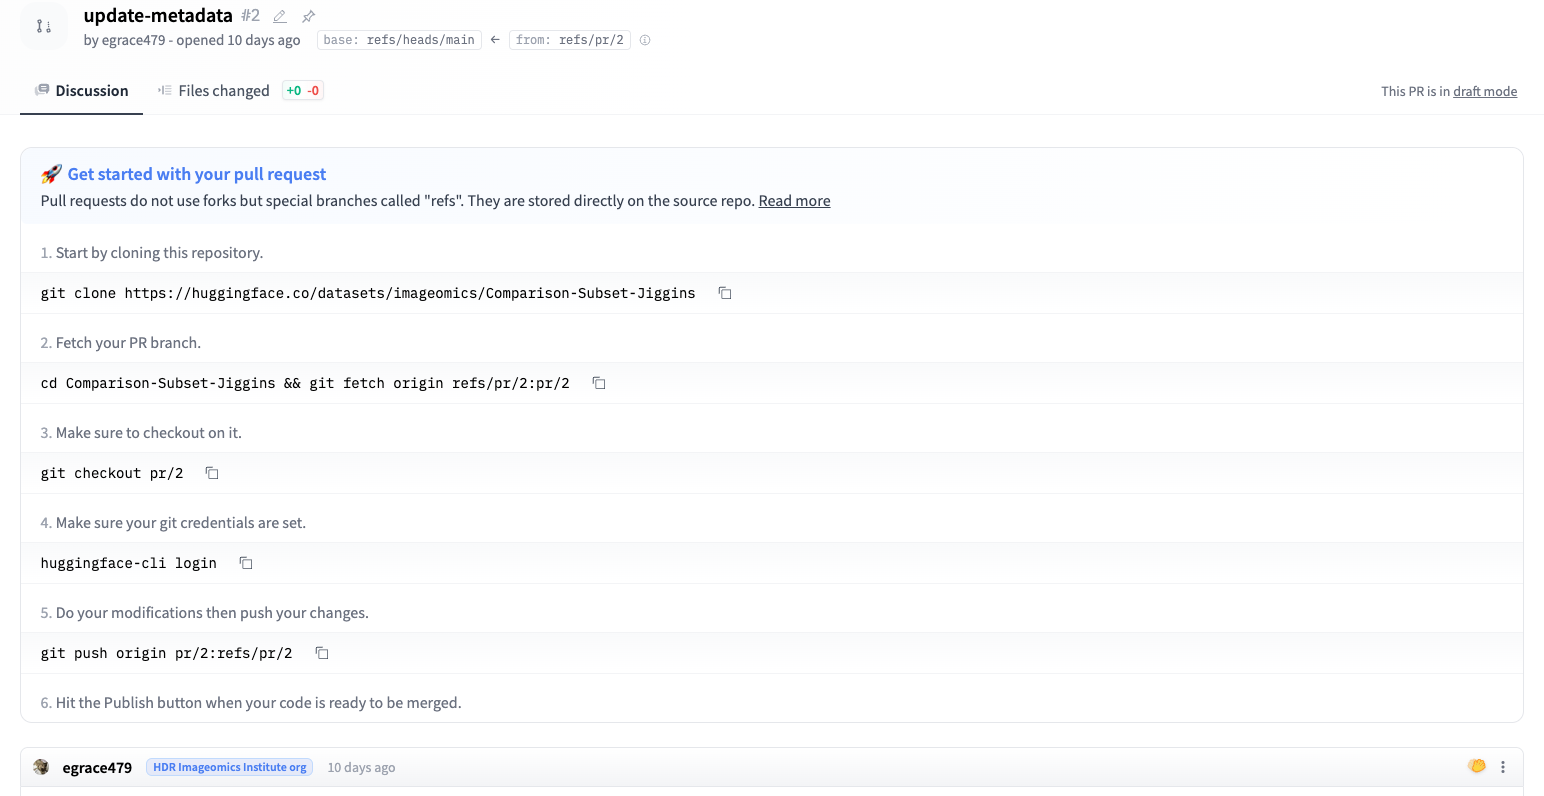 update-metadata #2
by egrace479 - opened 10 days ago base: refs/heads/main ← from: refs/pr/2
Discussion Files changed +0 -0 This PR is in draft mode
🚀 Get started with your pull request
Pull requests do not use forks but special branches called "refs". They are stored directly on the source repo. Read more
1. Start by cloning this repository.
git clone https://huggingface.co/datasets/imageomics/Comparison-Subset-Jiggins
2. Fetch your PR branch.
cd Comparison-Subset-Jiggins && git fetch origin refs/pr/2:pr/2
3. Make sure to checkout on it.
git checkout pr/2
4. Make sure your git credentials are set.
huggingface-cli login
5. Do your modifications then push your changes.
git push origin pr/2:refs/pr/2
6. Hit the Publish button when your code is ready to be merged.
egrace479 HDR Imageomics Institute org 10 days ago